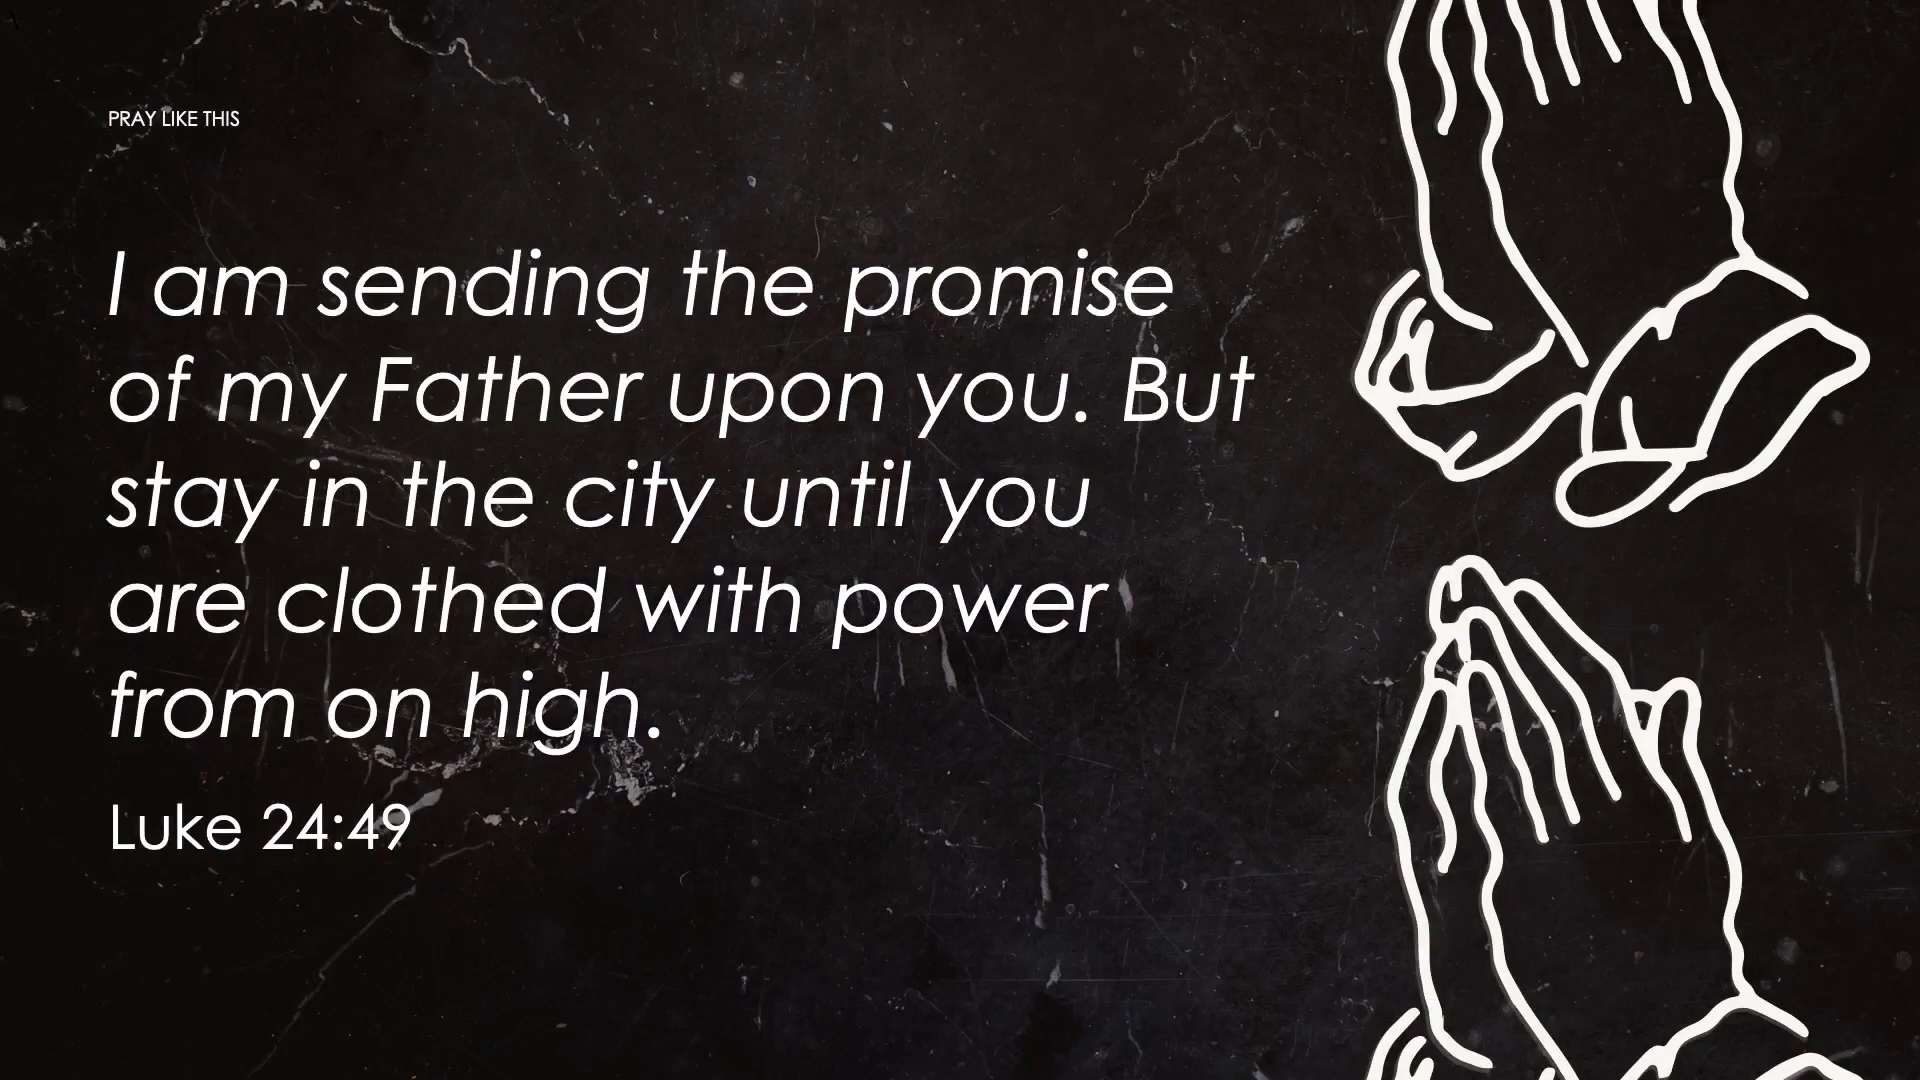 PRAY LIKE THIS
I am sending the promise
of my Father upon you. But
stay in the city until you
are clothed with power
from on high.
Luke 24:49